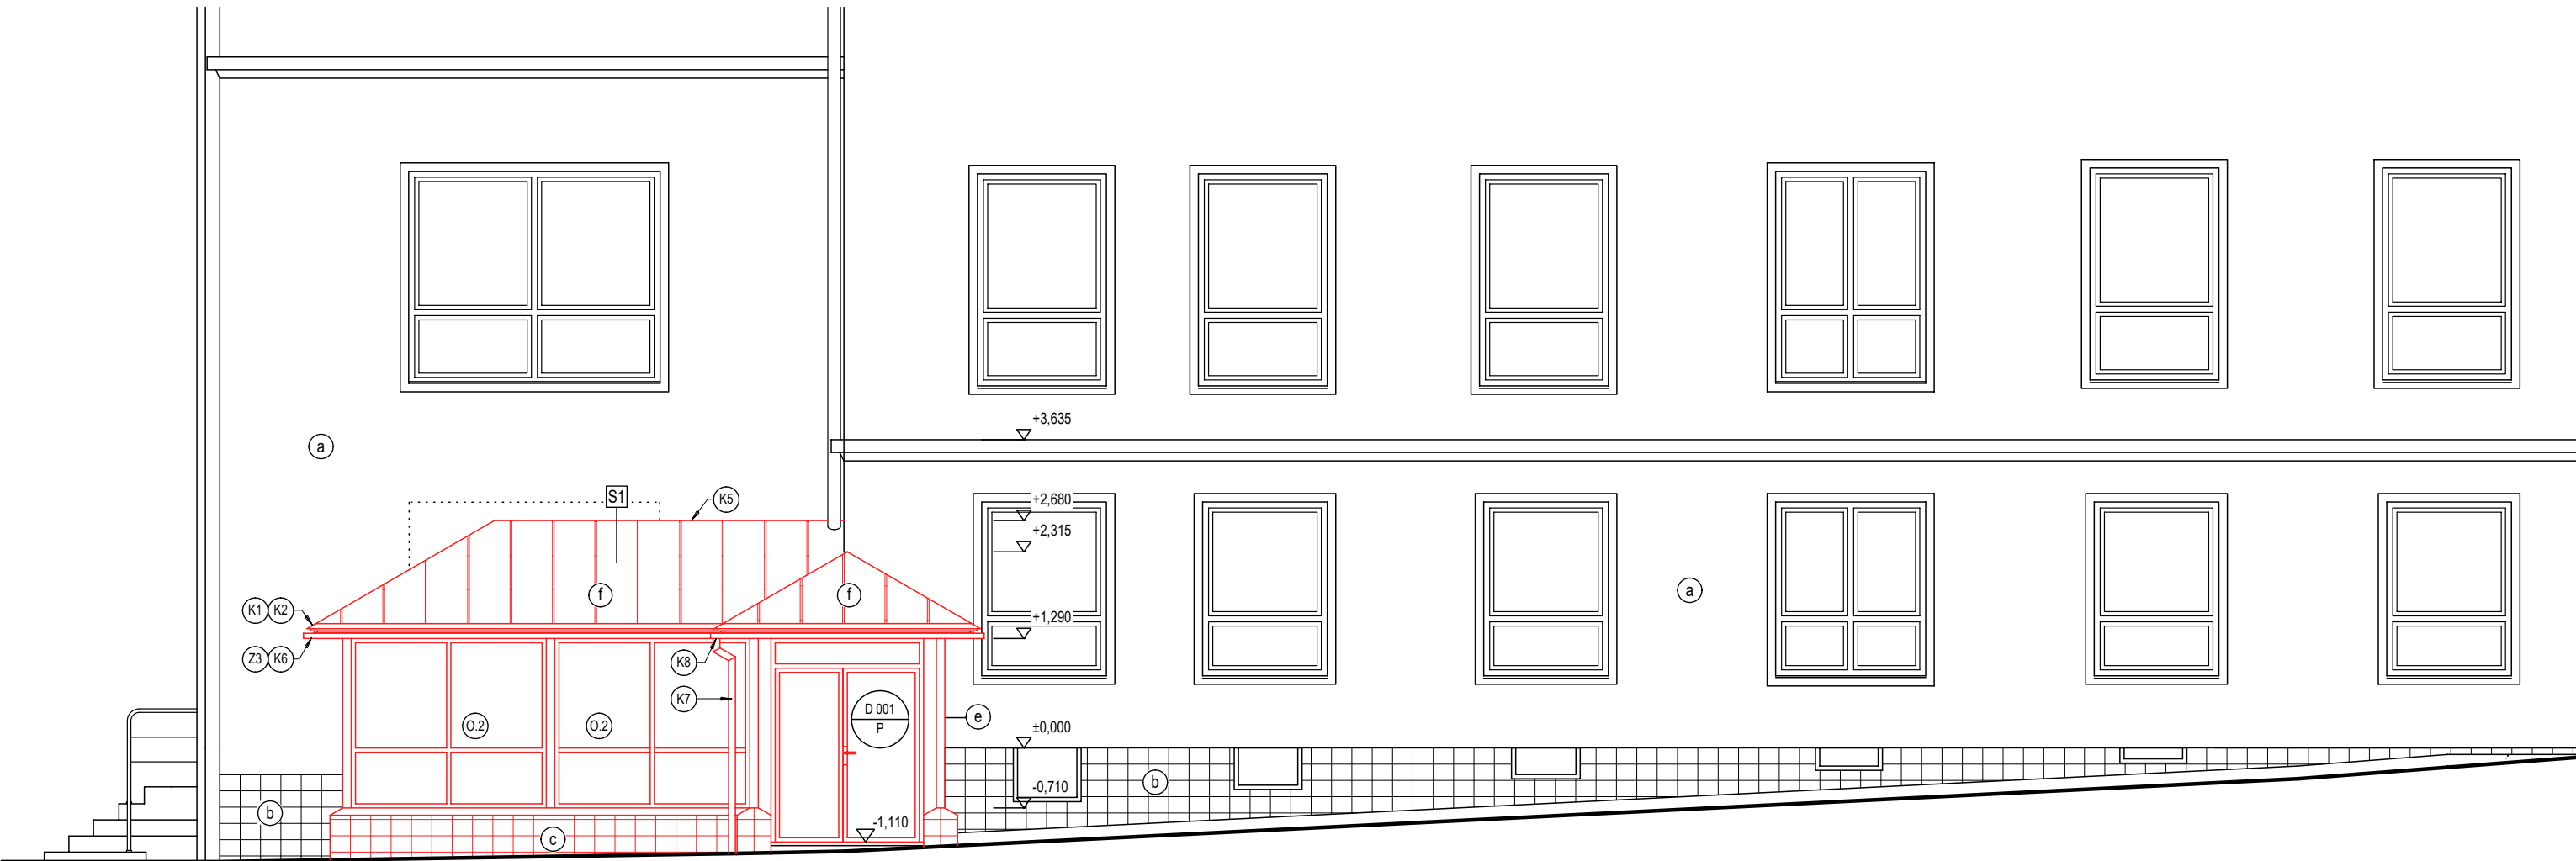 +3,635
a
S1
K5
+2,680
+2,315
f
f
a
K1 K2
+1,290
Z3 K6
K8
K7
D 001
P
e
O.2
O.2
±0,000
b
-0,710
b
-1,110
c